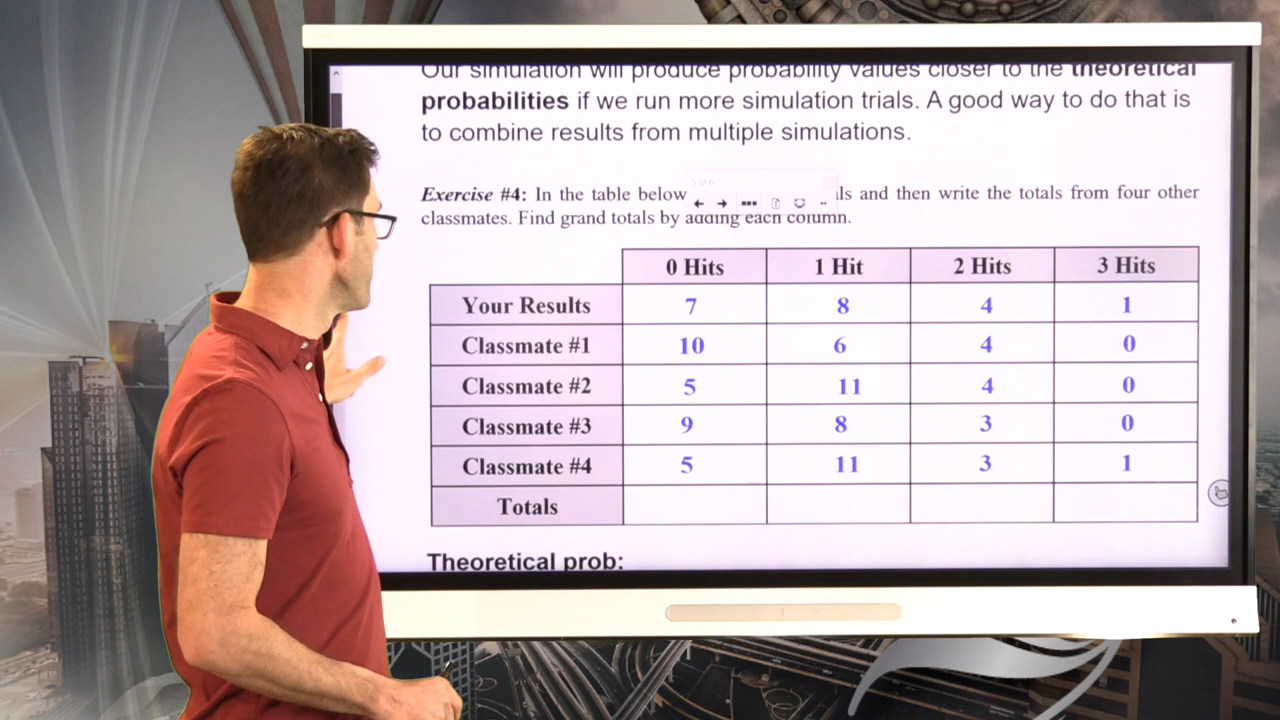 Our simulation will produce probability values closer to the theoretical
probabilities if we run more simulation trials. A good way to do that is
to combine results from multiple simulations.
Exercise #4: In the table below ls and then write the totals from four other
classmates. Find grand totals by adding each column.
0 Hits 1 Hit 2 Hits 3 Hits
Your Results 7 8 4 1
Classmate #1 10 6 4 0
Classmate #2 5 11 4 0
Classmate #3 9 8 3 0
Classmate #4 5 11 3 1
Totals
Theoretical prob: